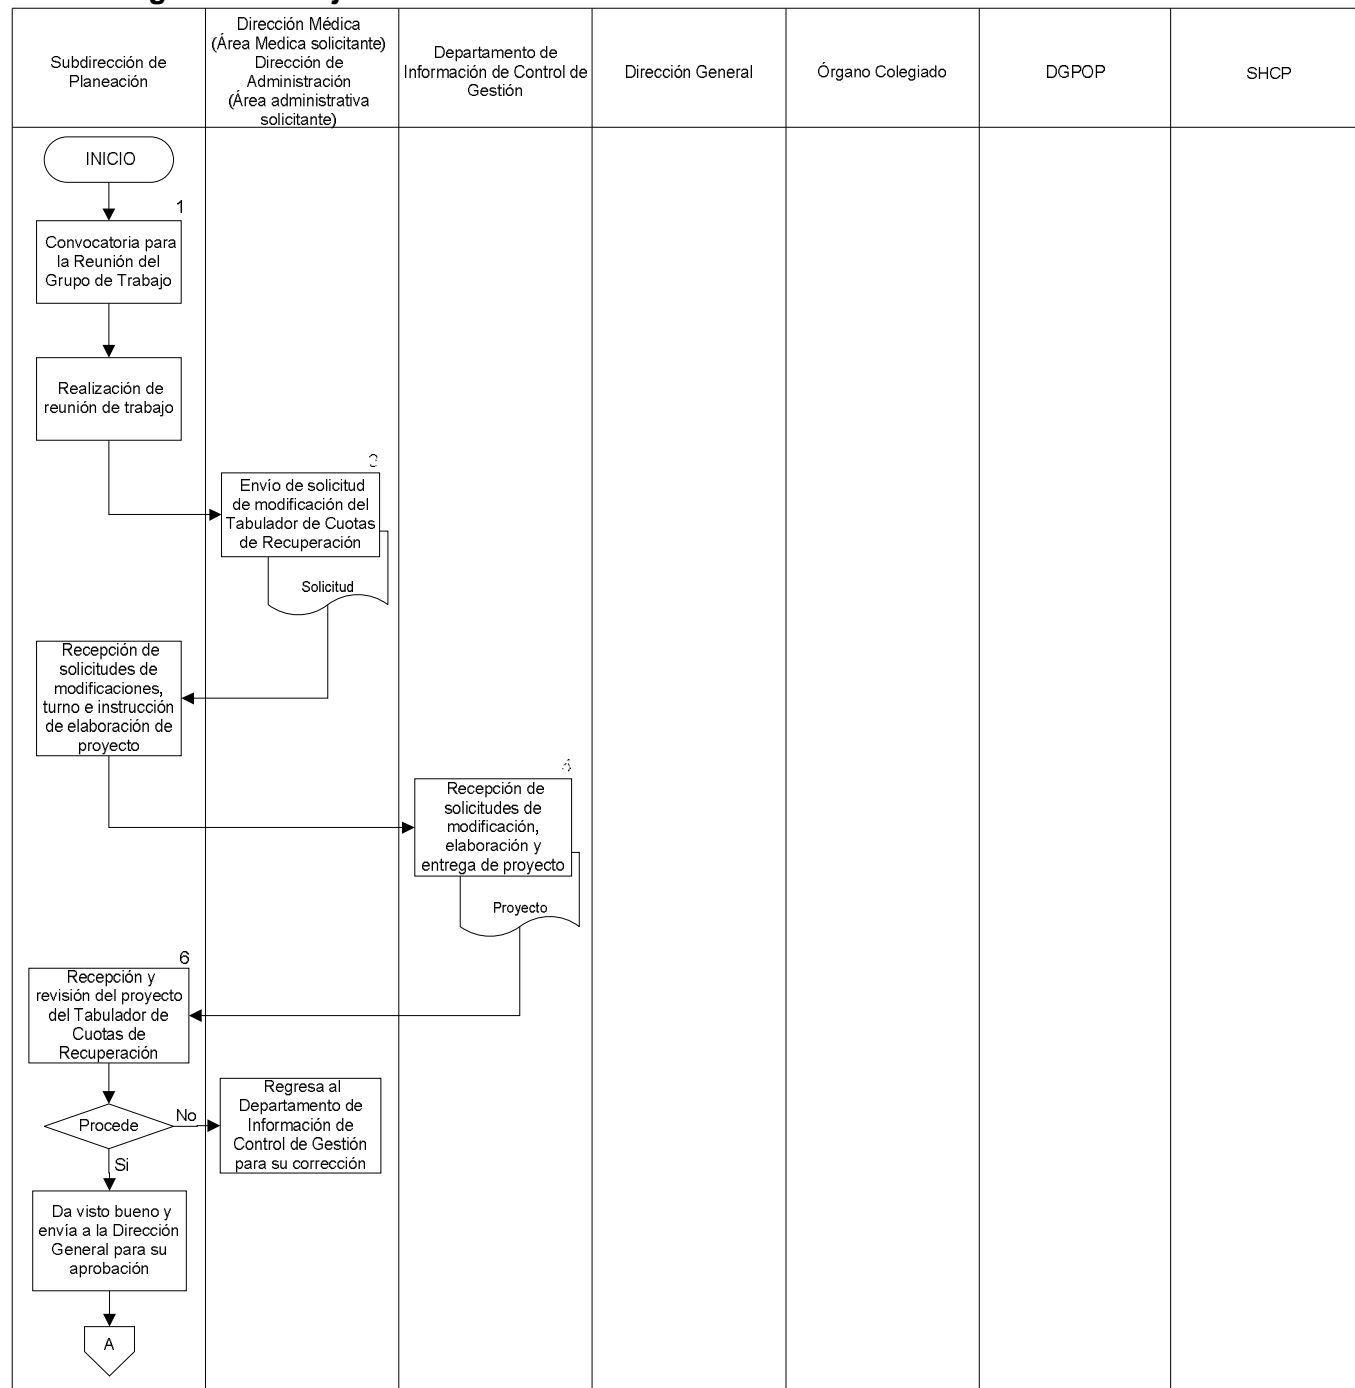 Subdirección de
Planeación
Dirección Médica
(Área Medica solicitante)
Dirección de
Administración
(Área administrativa
solicitante)
Departamento de
Información de Control de
Gestión
Dirección General
Órgano Colegiado
DGPOP
SHCP
INICIO
1
Convocatoria para
la Reunión del
Grupo de Trabajo
Realización de
reunión de trabajo
3
Envío de solicitud
de modificación del
Tabulador de Cuotas
de Recuperación
Solicitud
Recepción de
solicitudes de
modificaciones,
turno e instrucción
de elaboración de
proyecto
4
Recepción de
solicitudes de
modificación,
elaboración y
entrega de proyecto
Proyecto
6
Recepción y
revisión del proyecto
del Tabulador de
Cuotas de
Recuperación
Procede
No
Regresa al
Departamento de
Información de
Control de Gestión
para su corrección
Si
Da visto bueno y
envía a la Dirección
General para su
aprobación
A